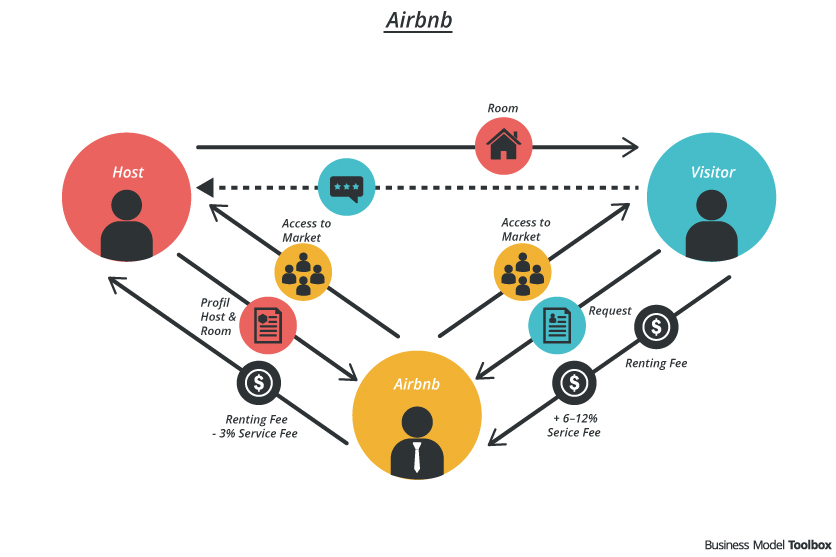 Airbnb
Room
Host
Visitor
Access to
Market
Access to
Market
Profil
Host &
Room
Request
Renting Fee
Airbnb
Renting Fee
- 3% Service Fee
+ 6–12%
Serice Fee
Business Model Toolbox